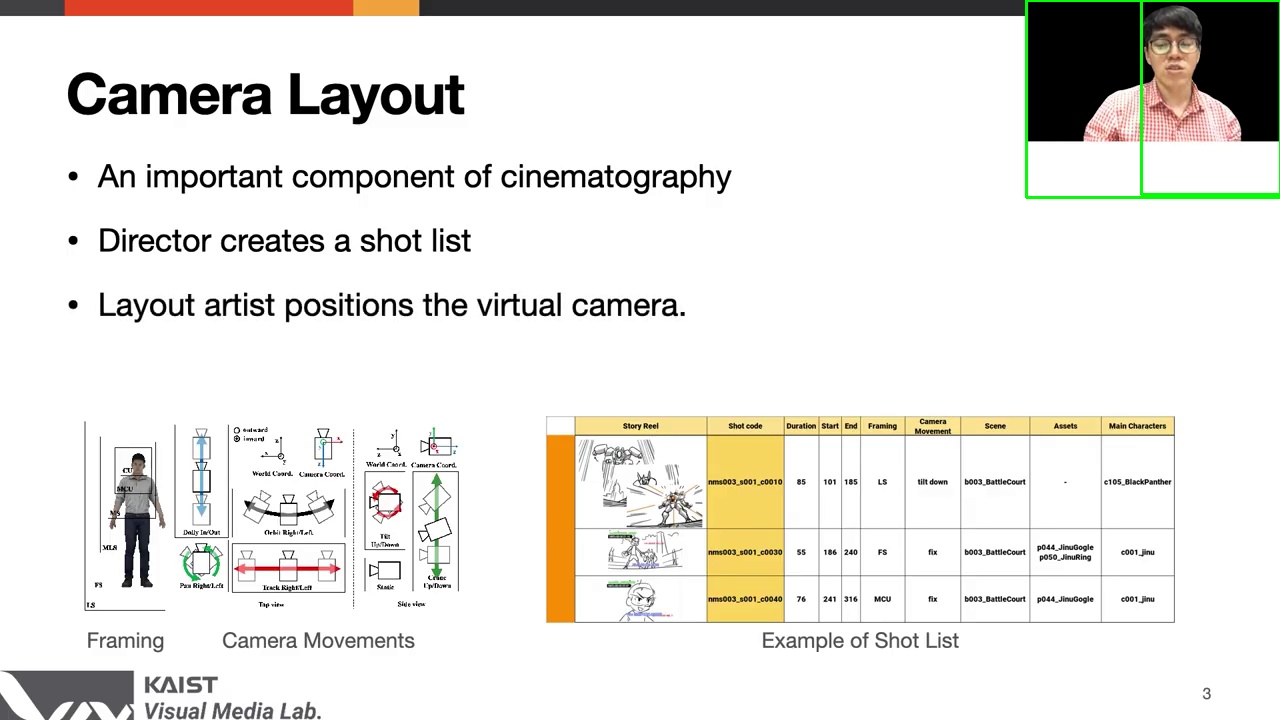 Camera Layout
• An important component of cinematography
• Director creates a shot list
• Layout artist positions the virtual camera.
outward
inward
World Coord. Camera Coord.
World Coord. Camera Coord.
CU
MCU
MS
MLS
FS
LS
Dolly In/Out
Orbit Right/Left
Tilt Up/Down
Pan Right/Left
Track Right/Left
Static
Crane Up/Down
Top view
Side view
Framing
Camera Movements
Story Reel Shot code Duration Start End Framing Camera Movement Scene Assets Main Characters
nms003_s001_c0010 85 101 185 LS tilt down b003_BattleCourt - c105_BlackPanther
nms003_s001_c0030 55 186 240 FS fix b003_BattleCourt p044_JinuGogle p050_JinuRing c001_jinu
nms003_s001_c0040 76 241 316 MCU fix b003_BattleCourt p044_JinuGogle c001_jinu
Example of Shot List
KAIST
Visual Media Lab.
3